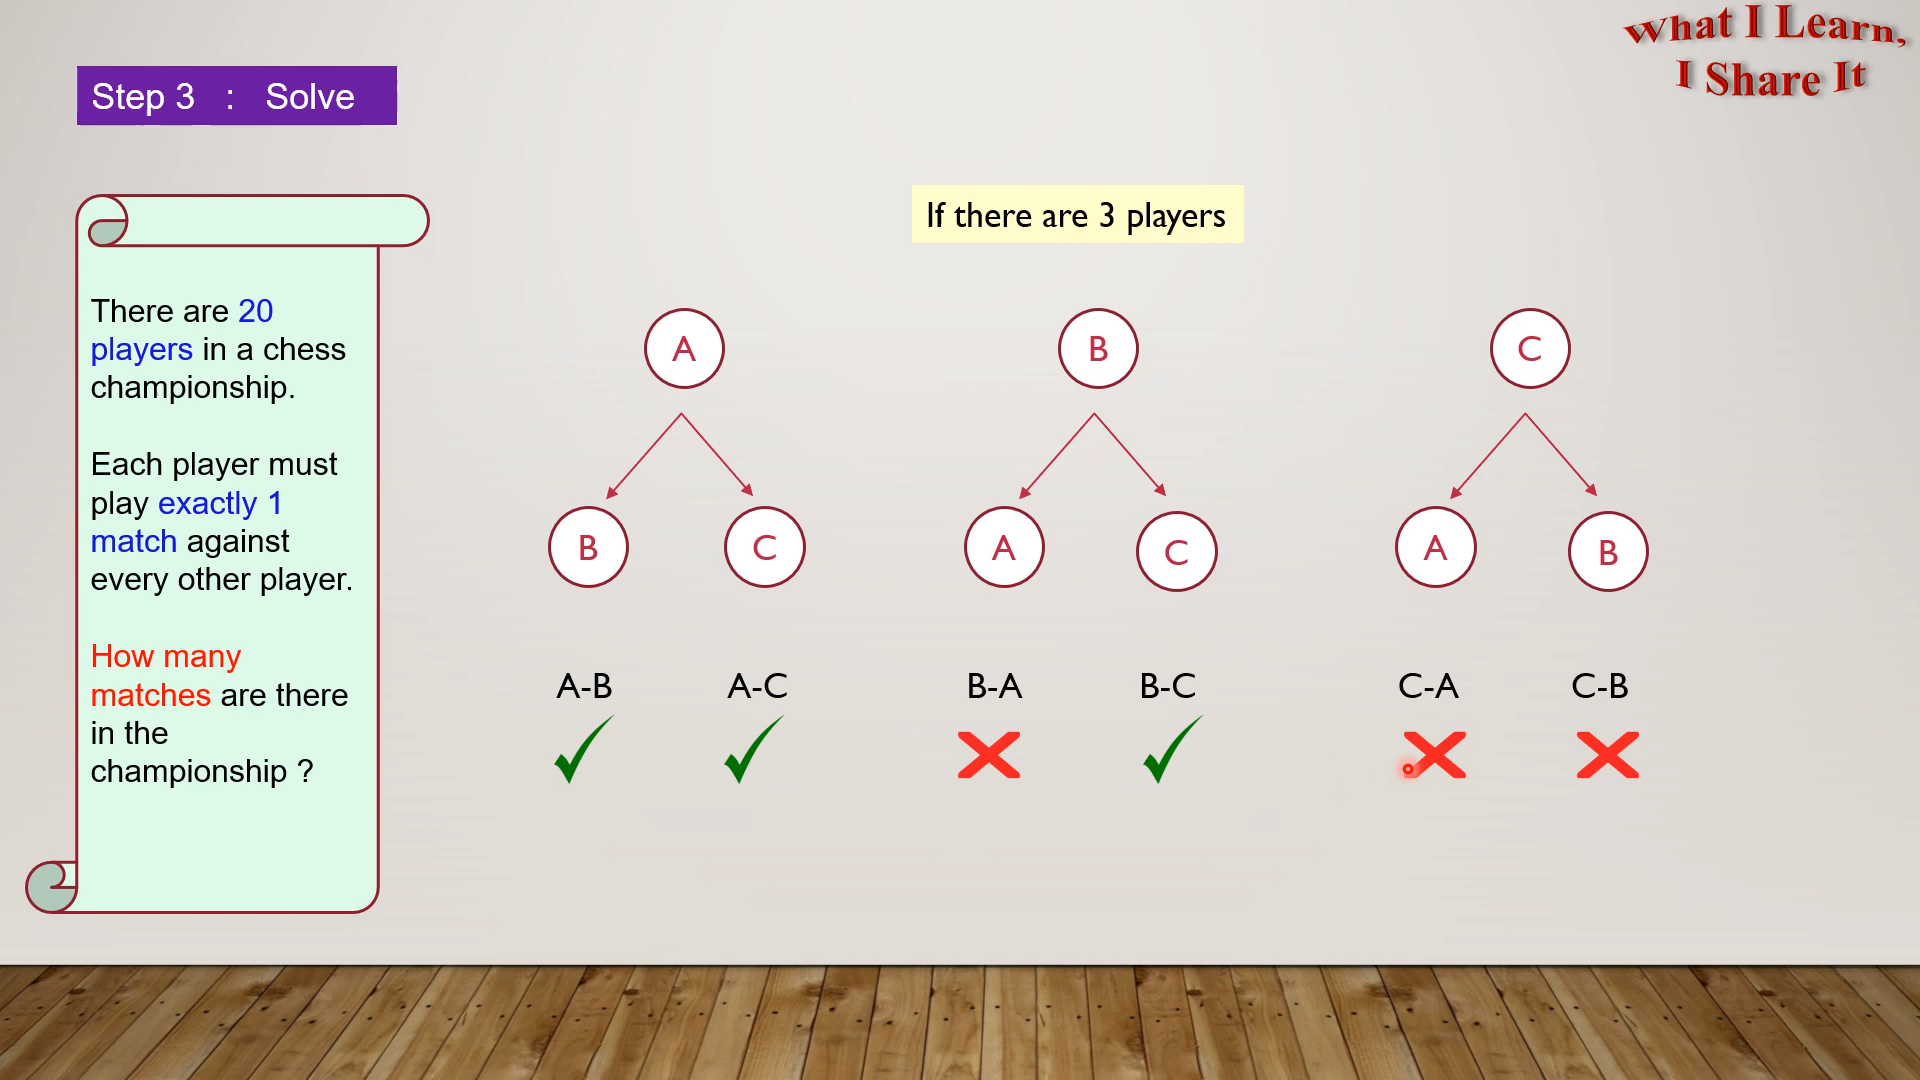 What I Learn,
I Share It
Step 3 : Solve
If there are 3 players
There are 20
players in a chess
championship.
Each player must
play exactly 1
match against
every other player.
How many
matches are there
in the
championship ?
A B C
B C A C A B
A-B A-C B-A B-C C-A C-B